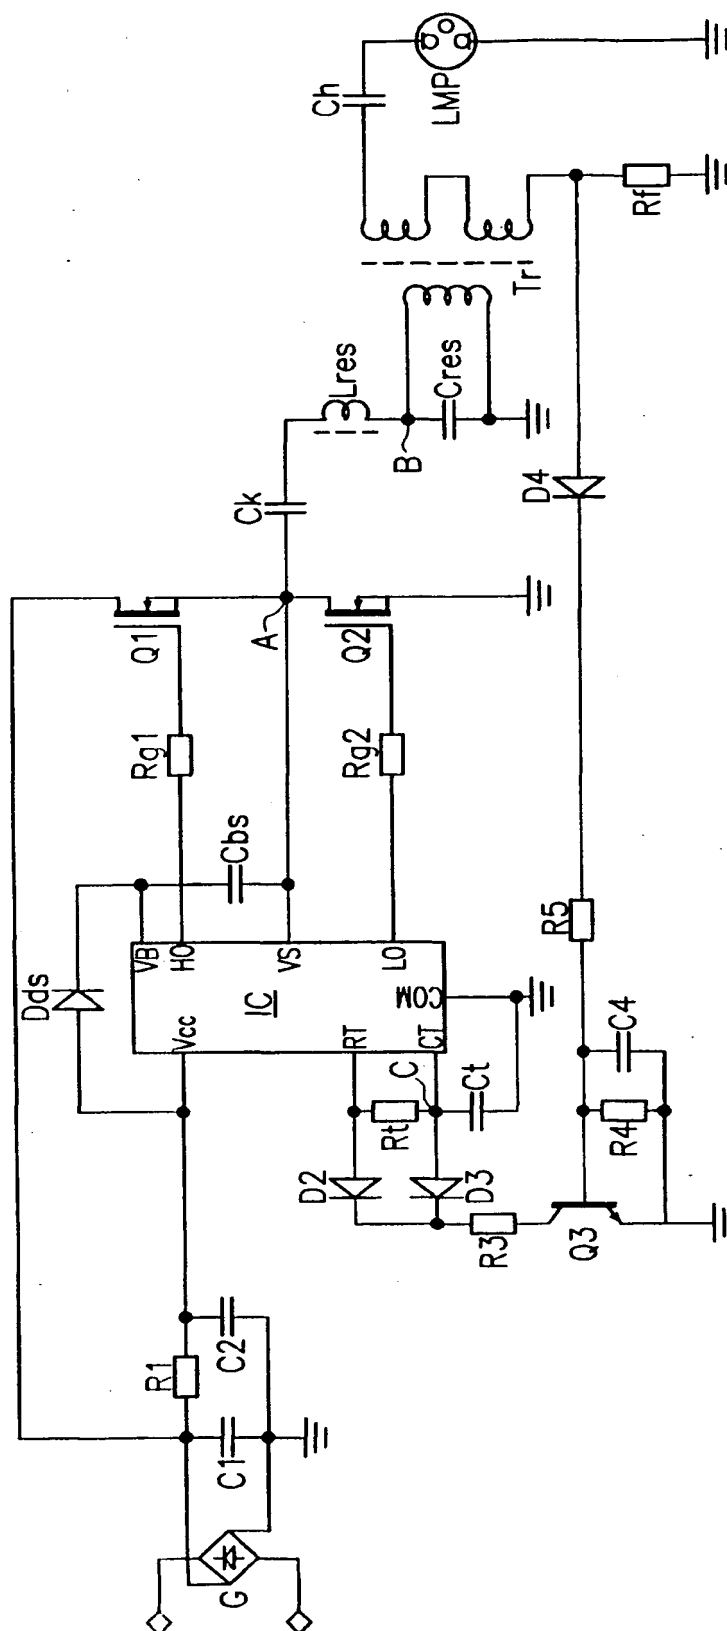 G
C1
R1
C2
Dds
Vcc
IC
VB
HO
VS
LO
RT
CT
COM
Cbs
Rg1
Rg2
Q1
Q2
A
Ck
Lres
B
Cres
Tr
Ch
LMP
Rf
D4
R5
C4
R4
Q3
R3
D2
D3
Rt
C
Ct